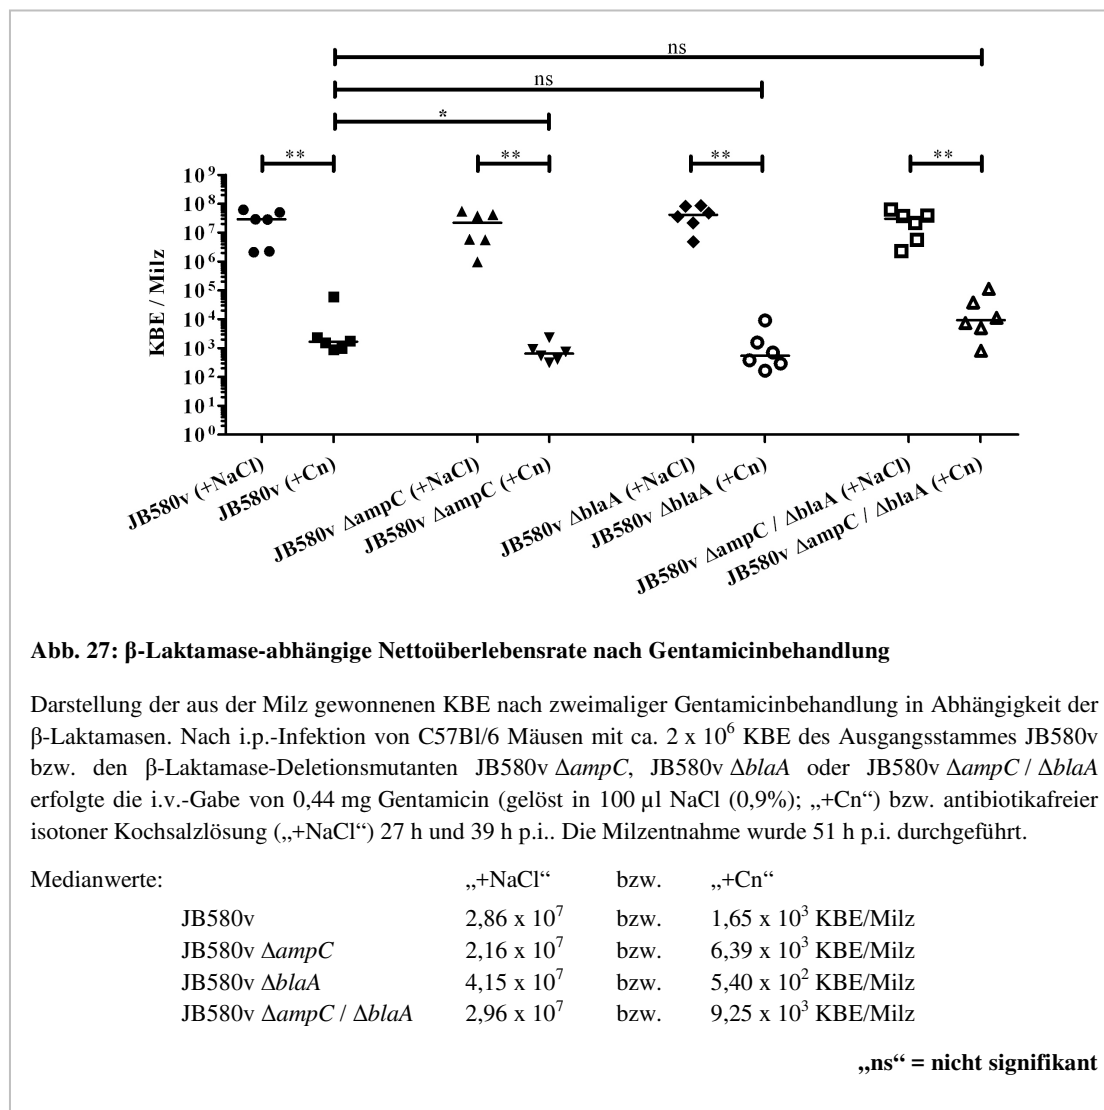 ns
ns
*
** ** ** **
10⁹
10⁸
10⁷
10⁶
10⁵
10⁴
10³
10²
10¹
10⁰
KBE / Milz
JB580v (+NaCl)
JB580v (+Cn)
JB580v ΔampC (+NaCl)
JB580v ΔampC (+Cn)
JB580v ΔblaA (+NaCl)
JB580v ΔblaA (+Cn)
JB580v ΔampC / ΔblaA (+NaCl)
JB580v ΔampC / ΔblaA (+Cn)
Abb. 27: β-Laktamase-abhängige Nettoüberlebensrate nach Gentamicinbehandlung
Darstellung der aus der Milz gewonnenen KBE nach zweimaliger Gentamicinbehandlung in Abhängigkeit der
β-Laktamasen. Nach i.p.-Infektion von C57Bl/6 Mäusen mit ca. 2 x 10⁶ KBE des Ausgangsstammes JB580v
bzw. den β-Laktamase-Deletionsmutanten JB580v ΔampC, JB580v ΔblaA oder JB580v ΔampC / ΔblaA
erfolgte die i.v.-Gabe von 0,44 mg Gentamicin (gelöst in 100 µl NaCl (0,9%); „+Cn“) bzw. antibiotikafreier
isotoner Kochsalzlösung („+NaCl“) 27 h und 39 h p.i.. Die Milzentnahme wurde 51 h p.i. durchgeführt.
Medianwerte: „+NaCl“ bzw. „+Cn“
JB580v 2,86 x 10⁷ bzw. 1,65 x 10³ KBE/Milz
JB580v ΔampC 2,16 x 10⁷ bzw. 6,39 x 10³ KBE/Milz
JB580v ΔblaA 4,15 x 10⁷ bzw. 5,40 x 10² KBE/Milz
JB580v ΔampC / ΔblaA 2,96 x 10⁷ bzw. 9,25 x 10³ KBE/Milz
„ns“ = nicht signifikant